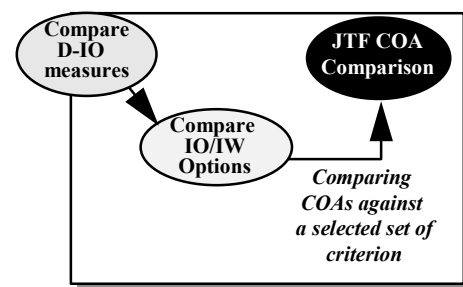 Compare
D-IO
measures
JTF COA
Comparison
Compare
IO/IW
Options
Comparing
COAs against
a selected set of
criterion